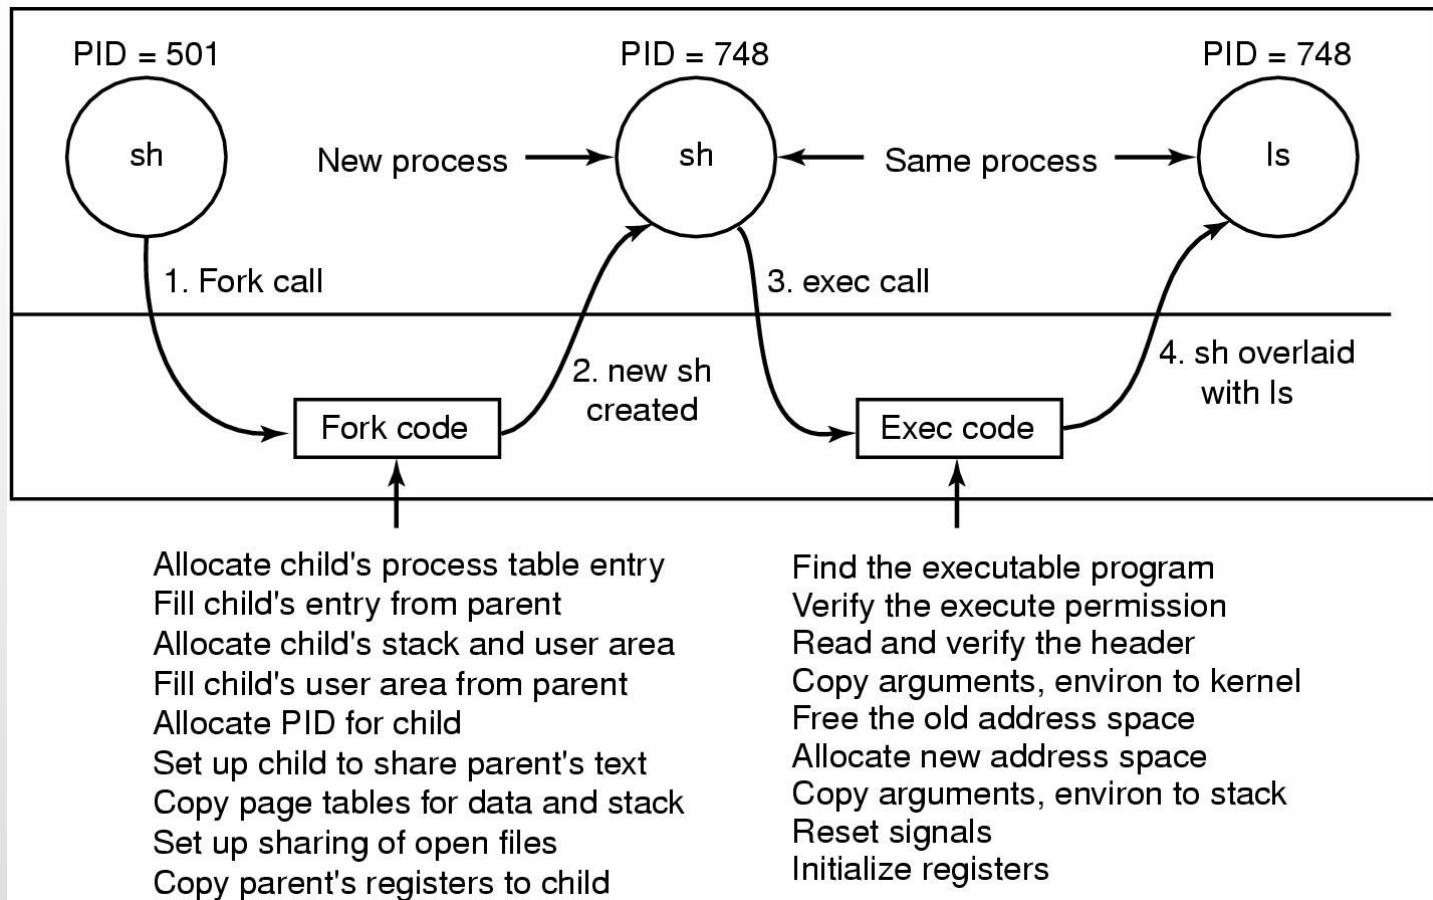 PID = 501
PID = 748
PID = 748
sh
New process
sh
Same process
ls
1. Fork call
3. exec call
2. new sh
created
4. sh overlaid
with ls
Fork code
Exec code
Allocate child's process table entry
Fill child's entry from parent
Allocate child's stack and user area
Fill child's user area from parent
Allocate PID for child
Set up child to share parent's text
Copy page tables for data and stack
Set up sharing of open files
Copy parent's registers to child
Find the executable program
Verify the execute permission
Read and verify the header
Copy arguments, environ to kernel
Free the old address space
Allocate new address space
Copy arguments, environ to stack
Reset signals
Initialize registers